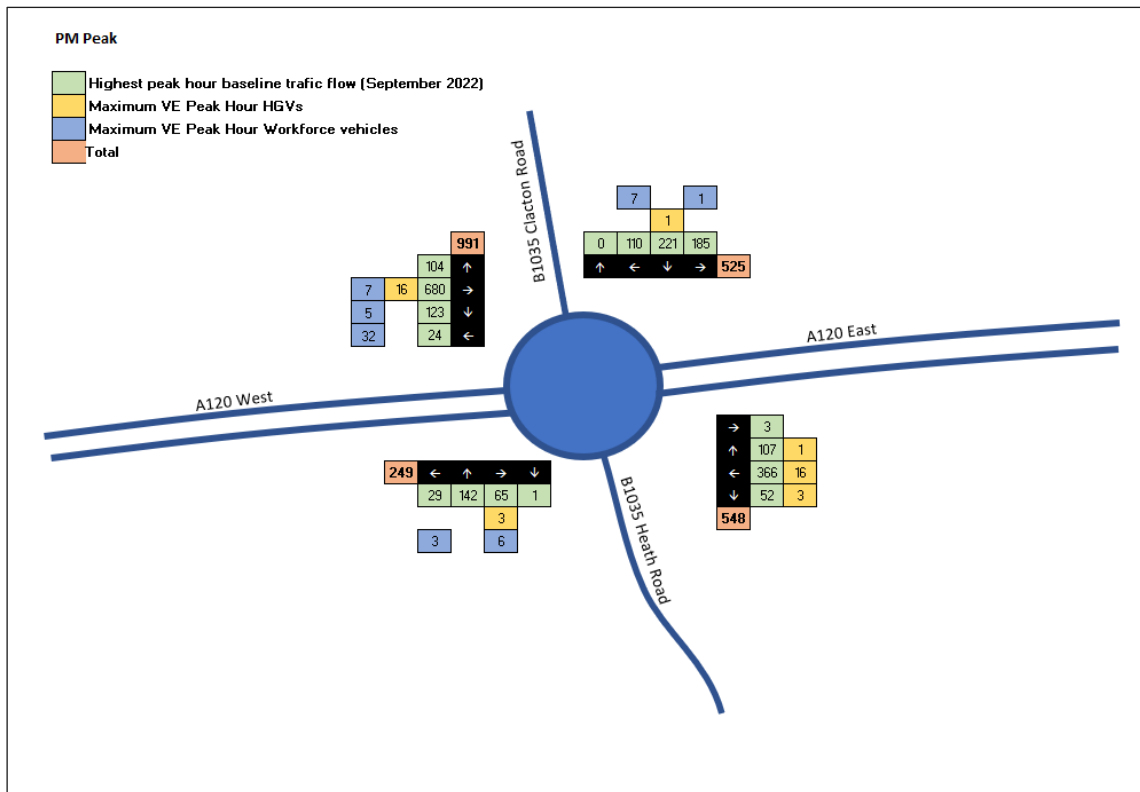 PM Peak
Highest peak hour baseline trafic flow (September 2022)
Maximum VE Peak Hour HGVs
Maximum VE Peak Hour Workforce vehicles
Total
B1035 Clacton Road
7 1
1
0 110 221 185
↑ ← ↓ → 525
991
104 ↑
7 16 680 →
5 123 ↓
32 24 ←
A120 East
A120 West
→ 3
↑ 107 1
← 366 16
↓ 52 3
548
249 ← ↑ → ↓
29 142 65 1
3
3 6
B1035 Heath Road